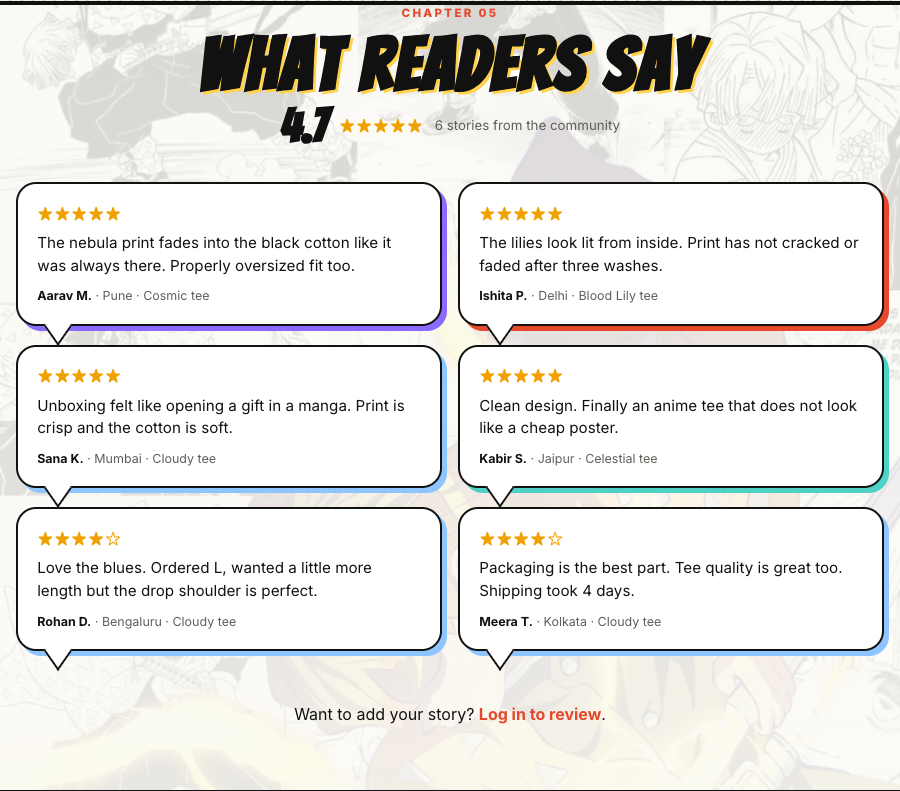 CHAPTER 05
WHAT READERS SAY
4.7 ★★★★★ 6 stories from the community
★★★★★
The nebula print fades into the black cotton like it
was always there. Properly oversized fit too.
Aarav M. · Pune · Cosmic tee
★★★★★
The lilies look lit from inside. Print has not cracked or
faded after three washes.
Ishita P. · Delhi · Blood Lily tee
★★★★★
Unboxing felt like opening a gift in a manga. Print is
crisp and the cotton is soft.
Sana K. · Mumbai · Cloudy tee
★★★★★
Clean design. Finally an anime tee that does not look
like a cheap poster.
Kabir S. · Jaipur · Celestial tee
★★★★☆
Love the blues. Ordered L, wanted a little more
length but the drop shoulder is perfect.
Rohan D. · Bengaluru · Cloudy tee
★★★★☆
Packaging is the best part. Tee quality is great too.
Shipping took 4 days.
Meera T. · Kolkata · Cloudy tee
Want to add your story? Log in to review.